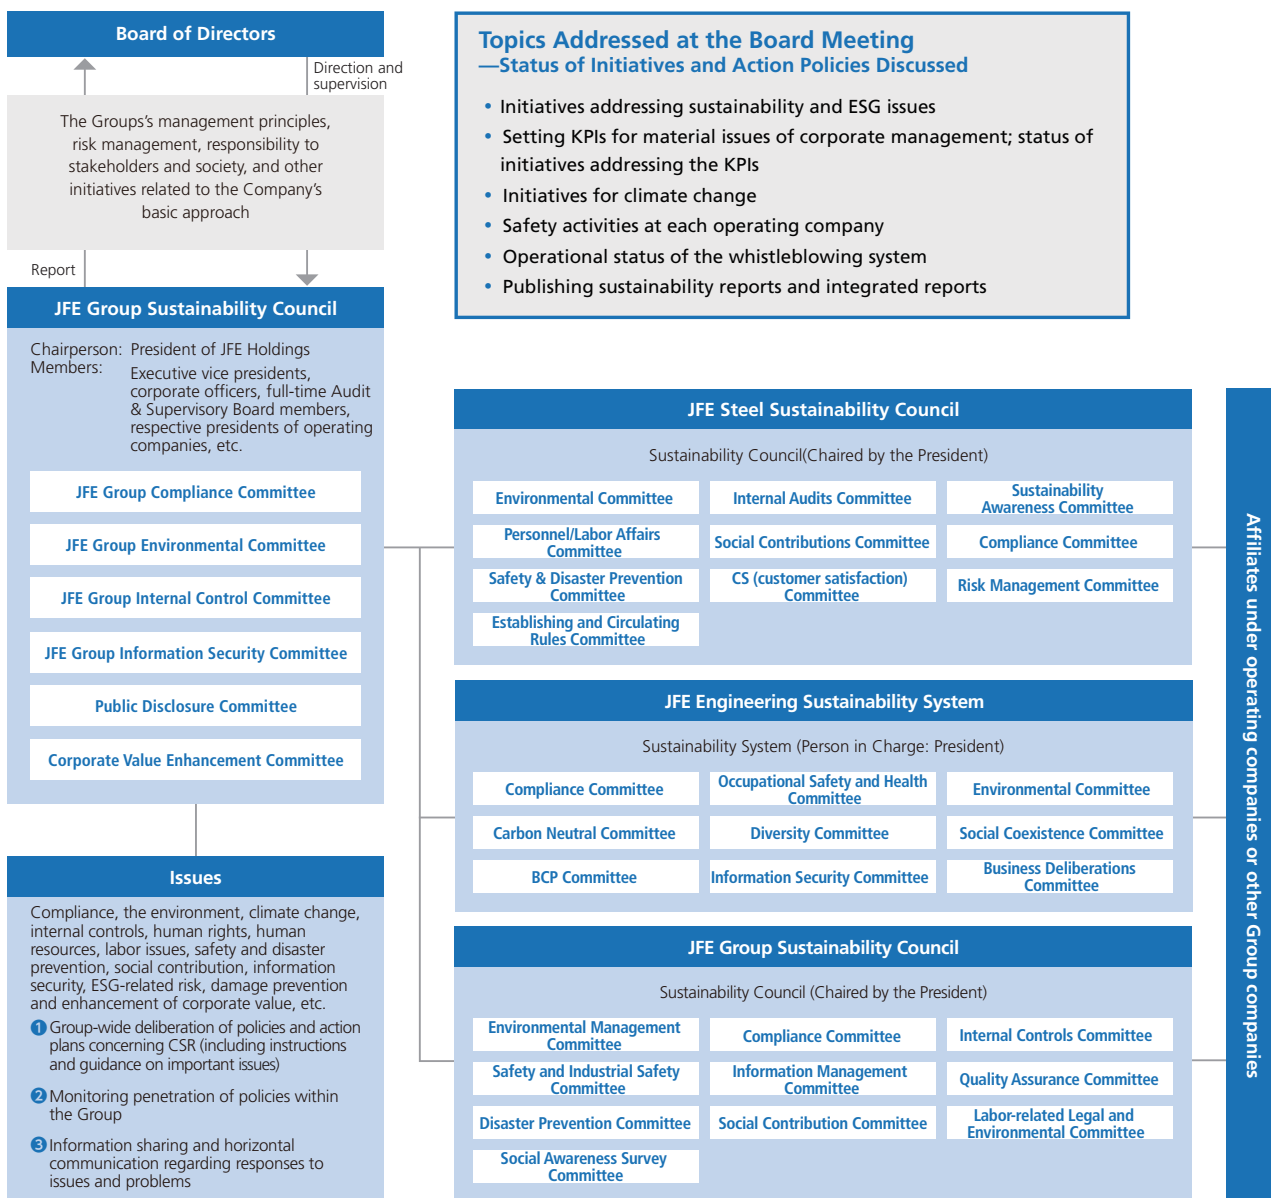 Board of Directors
Direction and
supervision
The Groups's management principles,
risk management, responsibility to
stakeholders and society, and other
initiatives related to the Company's
basic approach
Report
JFE Group Sustainability Council
Chairperson: President of JFE Holdings
Members:
Executive vice presidents,
corporate officers, full-time Audit
& Supervisory Board members,
respective presidents of operating
companies, etc.
JFE Group Compliance Committee
JFE Group Environmental Committee
JFE Group Internal Control Committee
JFE Group Information Security Committee
Public Disclosure Committee
Corporate Value Enhancement Committee
Issues
Compliance, the environment, climate change,
internal controls, human rights, human
resources, labor issues, safety and disaster
prevention, social contribution, information
security, ESG-related risk, damage prevention
and enhancement of corporate value, etc.
❶ Group-wide deliberation of policies and action
plans concerning CSR (including instructions
and guidance on important issues)
❷ Monitoring penetration of policies within
the Group
❸ Information sharing and horizontal
communication regarding responses to
issues and problems
Topics Addressed at the Board Meeting
—Status of Initiatives and Action Policies Discussed
• Initiatives addressing sustainability and ESG issues
• Setting KPIs for material issues of corporate management; status of
initiatives addressing the KPIs
• Initiatives for climate change
• Safety activities at each operating company
• Operational status of the whistleblowing system
• Publishing sustainability reports and integrated reports
JFE Steel Sustainability Council
Sustainability Council(Chaired by the President)
Environmental Committee
Internal Audits Committee
Sustainability
Awareness Committee
Personnel/Labor Affairs
Committee
Social Contributions Committee
Compliance Committee
Safety & Disaster Prevention
Committee
CS (customer satisfaction)
Committee
Risk Management Committee
Establishing and Circulating
Rules Committee
JFE Engineering Sustainability System
Sustainability System (Person in Charge: President)
Compliance Committee
Occupational Safety and Health
Committee
Environmental Committee
Carbon Neutral Committee
Diversity Committee
Social Coexistence Committee
BCP Committee
Information Security Committee
Business Deliberations
Committee
JFE Group Sustainability Council
Sustainability Council (Chaired by the President)
Environmental Management
Committee
Compliance Committee
Internal Controls Committee
Safety and Industrial Safety
Committee
Information Management
Committee
Quality Assurance Committee
Disaster Prevention Committee
Social Contribution Committee
Labor-related Legal and
Environmental Committee
Social Awareness Survey
Committee
Affiliates under operating companies or other Group companies